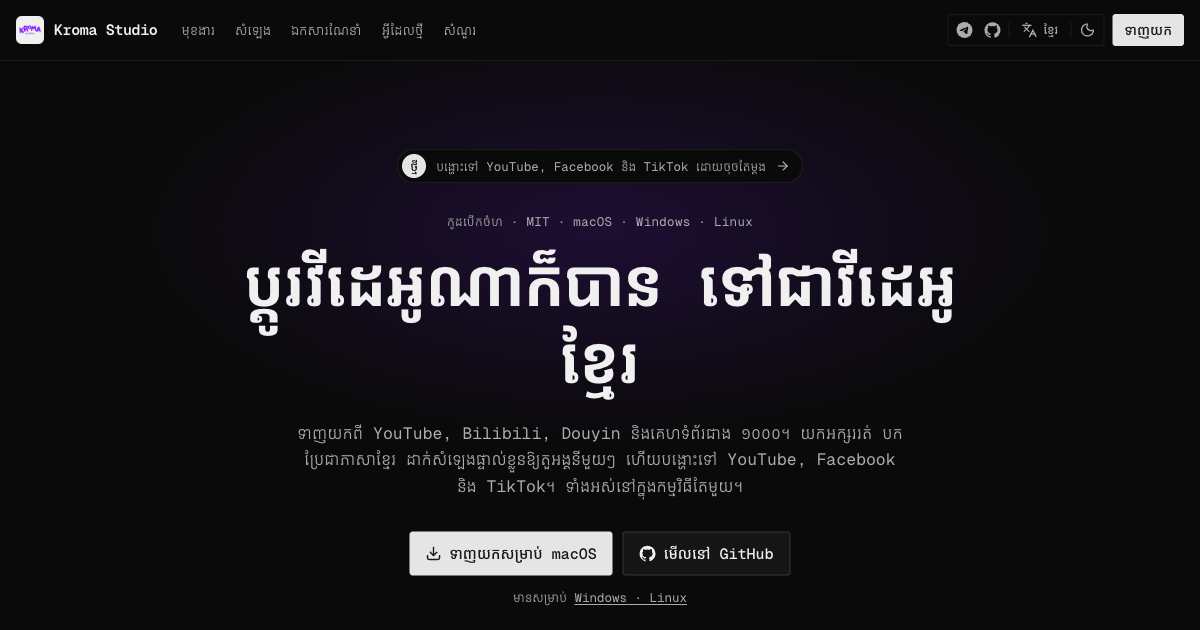 Kroma Studio
មុខងារ
សំឡេង
ឯកសារណែនាំ
អ្វីដែលថ្មី
សំណួរ
ខ្មែរ
ទាញយក
ថ្មី បង្ហោះទៅ YouTube, Facebook និង TikTok ដោយចុចតែម្តង
កូដបើកចំហ · MIT · macOS · Windows · Linux
ប្តូរវីដេអូណាក៏បាន ទៅជាវីដេអូ
ខ្មែរ
ទាញយកពី YouTube, Bilibili, Douyin និងគេហទំព័រជាង ១០០០។ យកអក្សររត់ បក
ប្រែជាភាសាខ្មែរ ដាក់សំឡេងផ្ទាល់ខ្លួនឱ្យតួអង្គនីមួយៗ ហើយបង្ហោះទៅ YouTube, Facebook
និង TikTok។ ទាំងអស់នៅក្នុងកម្មវិធីតែមួយ។
ទាញយកសម្រាប់ macOS
មើលនៅ GitHub
មានសម្រាប់ Windows · Linux